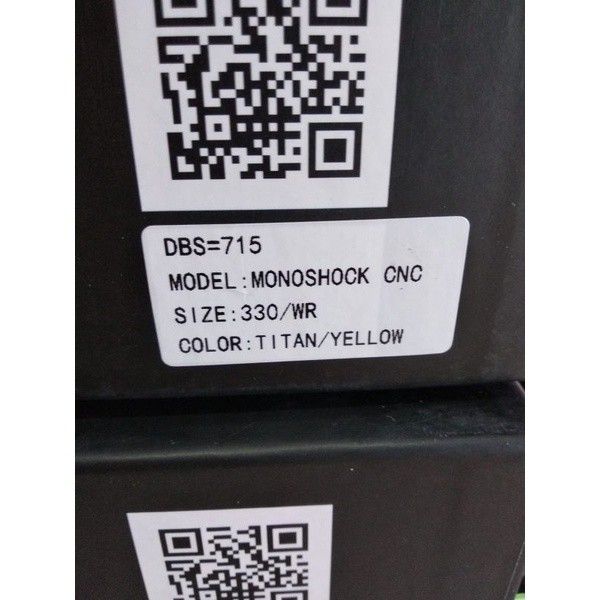 DBS=715
MODEL:MONOSHOCK CNC
SIZE:330/WR
COLOR:TITAN/YELLOW